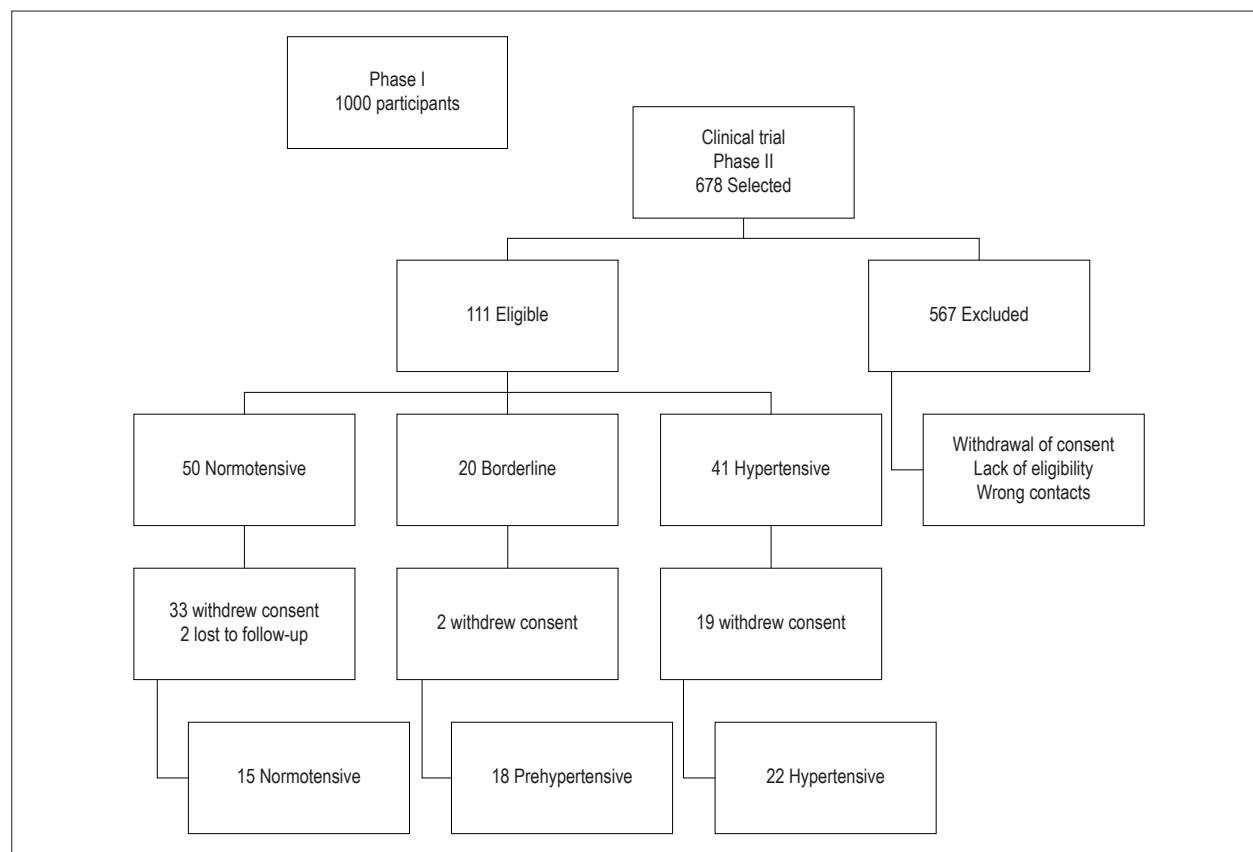 Phase I
1000 participants
Clinical trial
Phase II
678 Selected
111 Eligible
567 Excluded
50 Normotensive
20 Borderline
41 Hypertensive
Withdrawal of consent
Lack of eligibility
Wrong contacts
33 withdrew consent
2 lost to follow-up
2 withdrew consent
19 withdrew consent
15 Normotensive
18 Prehypertensive
22 Hypertensive